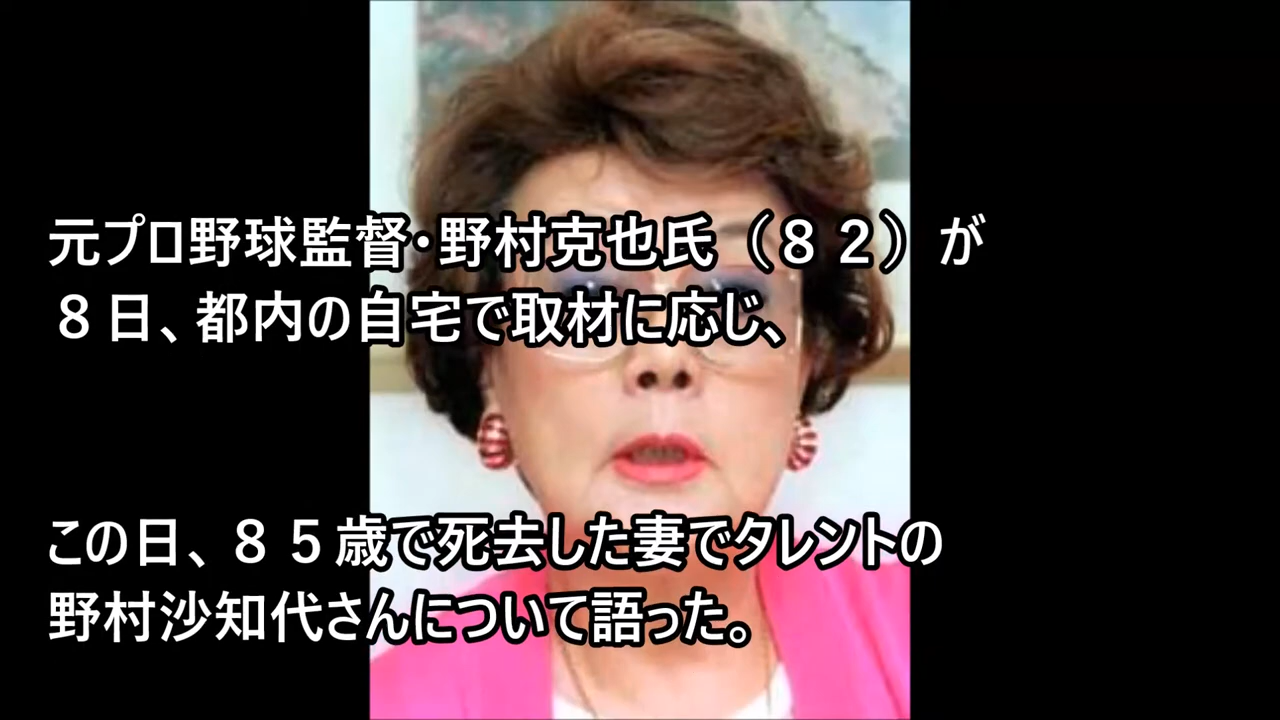 元プロ野球監督・野村克也氏（８２）が
８日、都内の自宅で取材に応じ、
この日、８５歳で死去した妻でタレントの
野村沙知代さんについて語った。